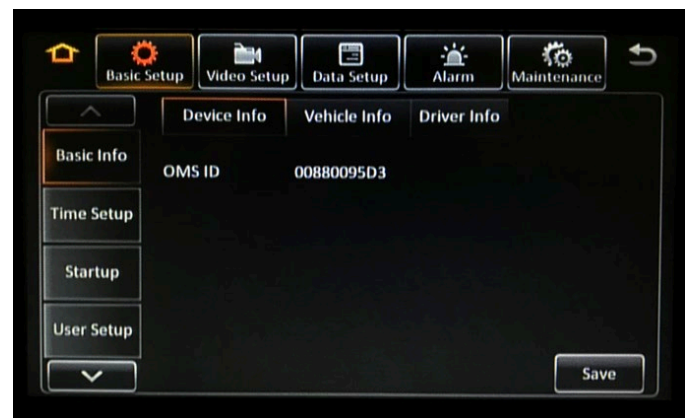 Basic Setup
Video Setup
Data Setup
Alarm
Maintenance
Device Info
Vehicle Info
Driver Info
Basic Info
OMS ID
00880095D3
Time Setup
Startup
User Setup
Save